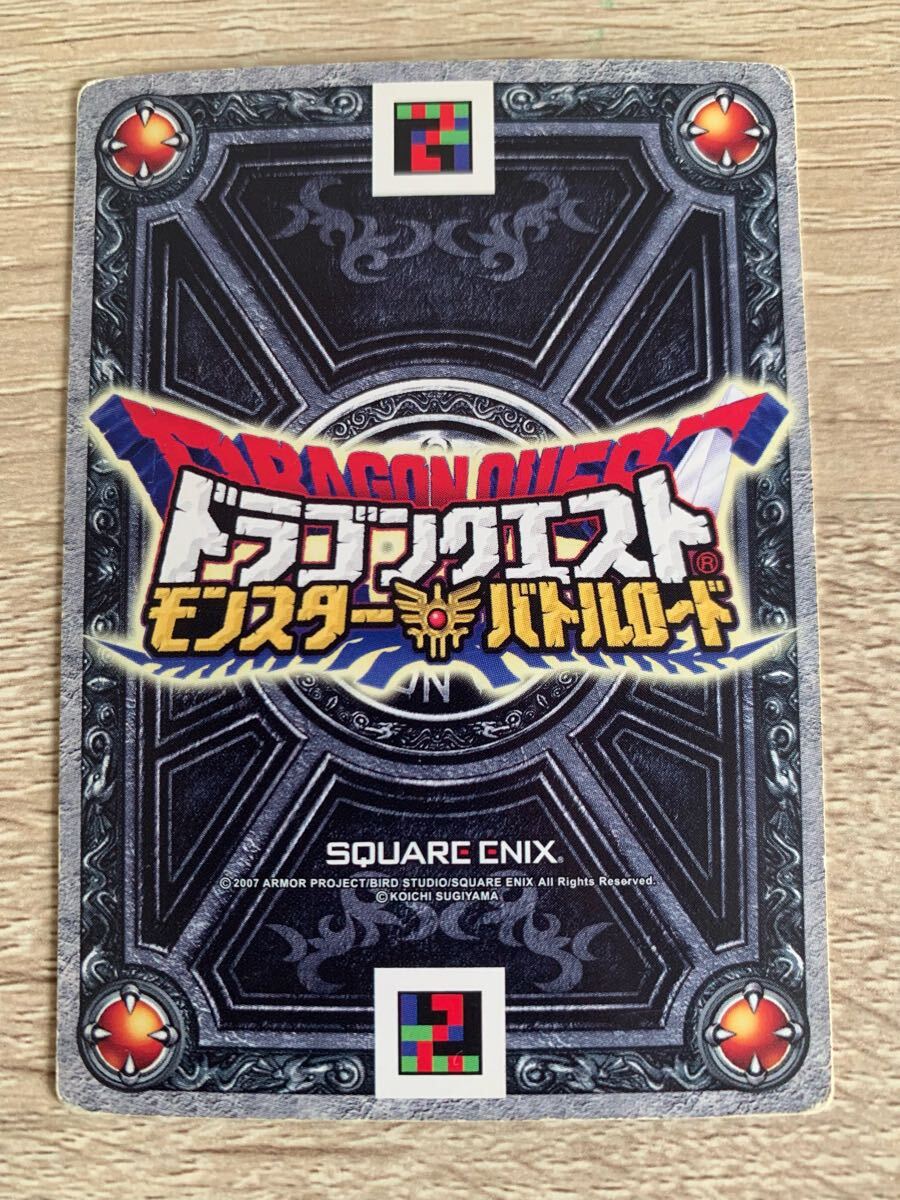 DRAGON QUEST
ドラゴンクエスト®
モンスター バトルロード
SQUARE ENIX®
© 2007 ARMOR PROJECT/BIRD STUDIO/SQUARE ENIX All Rights Reserved.
© KOICHI SUGIYAMA